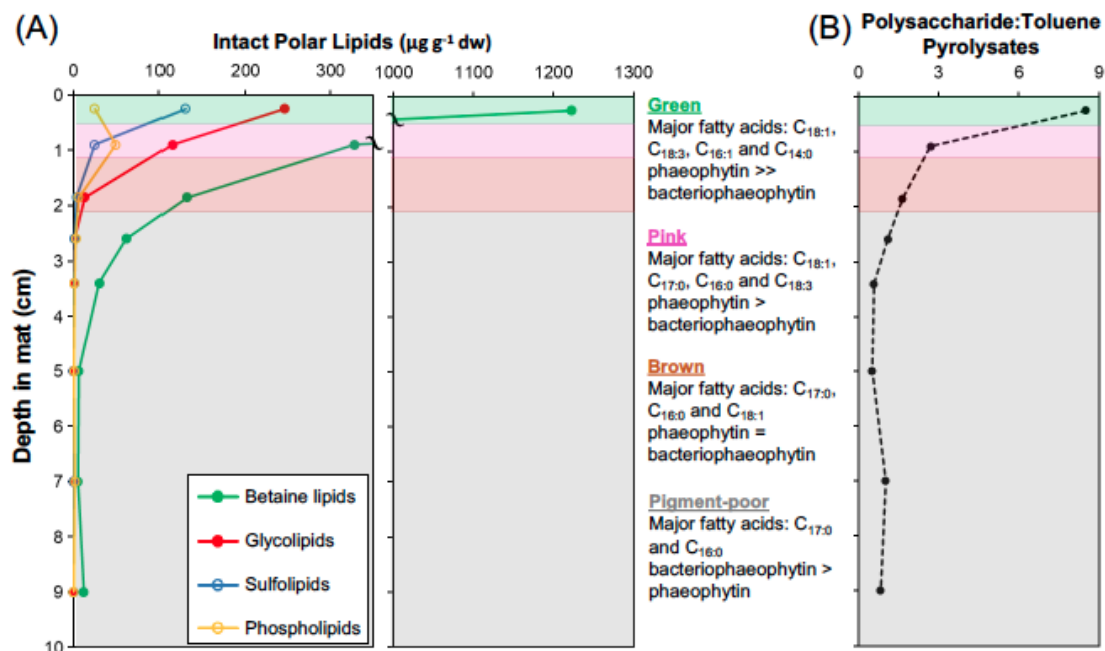 (A)
Intact Polar Lipids (µg g⁻¹ dw)
0 100 200 300 1000 1100 1200 1300
0
1
2
3
4
5
6
7
8
9
10
Depth in mat (cm)
Betaine lipids
Glycolipids
Sulfolipids
Phospholipids
Green
Major fatty acids: C18:1,
C18:3, C16:1 and C14:0
phaeophytin >>
bacteriophaeophytin
Pink
Major fatty acids: C18:1,
C17:0, C16:0 and C18:3
phaeophytin >
bacteriophaeophytin
Brown
Major fatty acids: C17:0,
C16:0 and C18:1
phaeophytin =
bacteriophaeophytin
Pigment-poor
Major fatty acids: C17:0
and C16:0
bacteriophaeophytin >
phaeophytin
(B)
Polysaccharide:Toluene
Pyrolysates
0 3 6 9